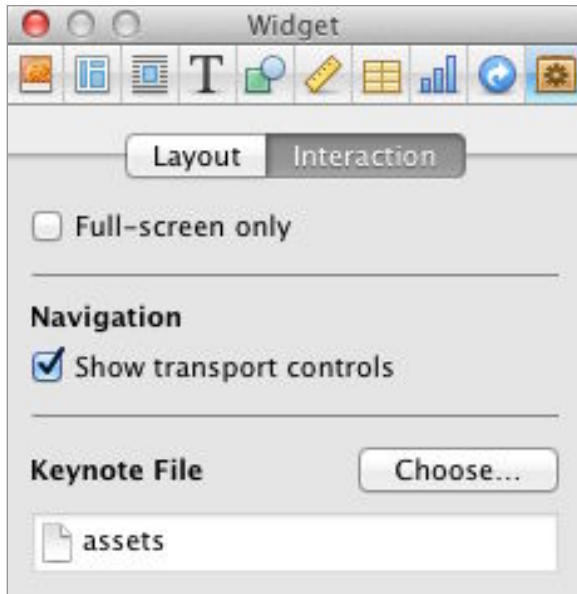 Widget
T
Layout Interaction
Full-screen only
Navigation
Show transport controls
Keynote File Choose...
assets